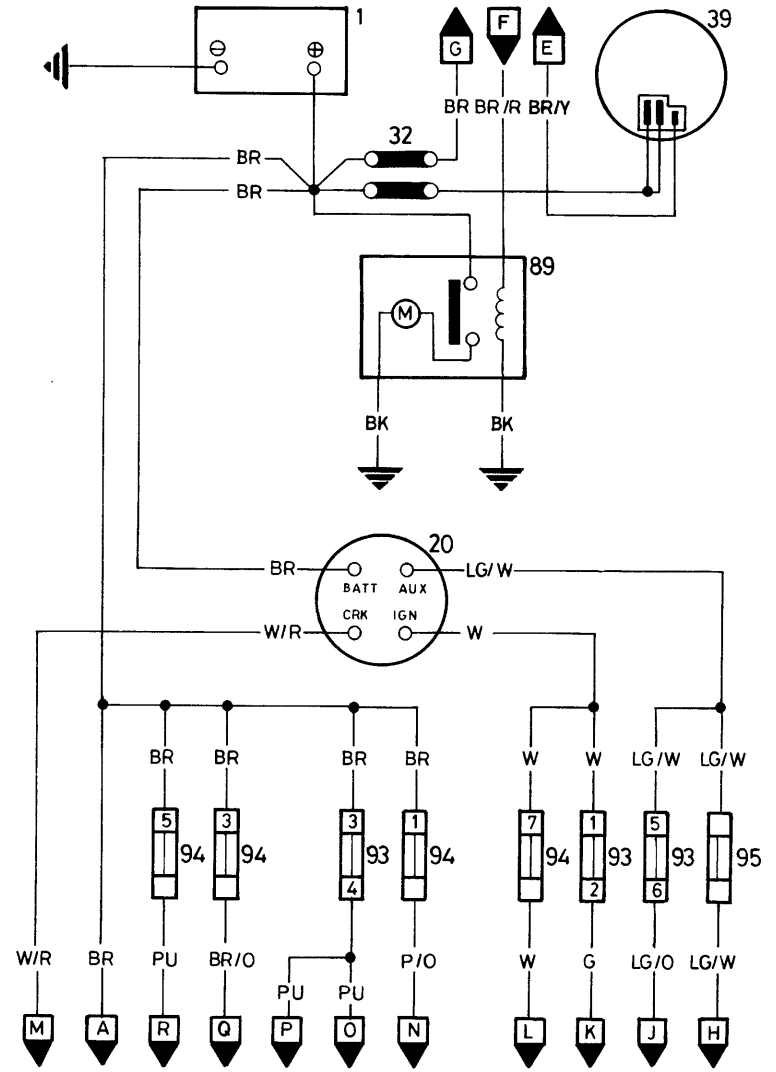 1
⊖ ⊕
G F E
39
BR BR/R BR/Y
32
BR
BR
89
M
BK BK
20
BR LG/W
BATT AUX
CRK IGN
W/R W
BR BR BR BR W W LG/W LG/W
5 3 3 1 7 1 5
94 94 93 94 94 93 93 95
4 2 6
W/R BR PU BR/O P/O W G LG/O LG/W
PU PU
M A R Q P O N L K J H